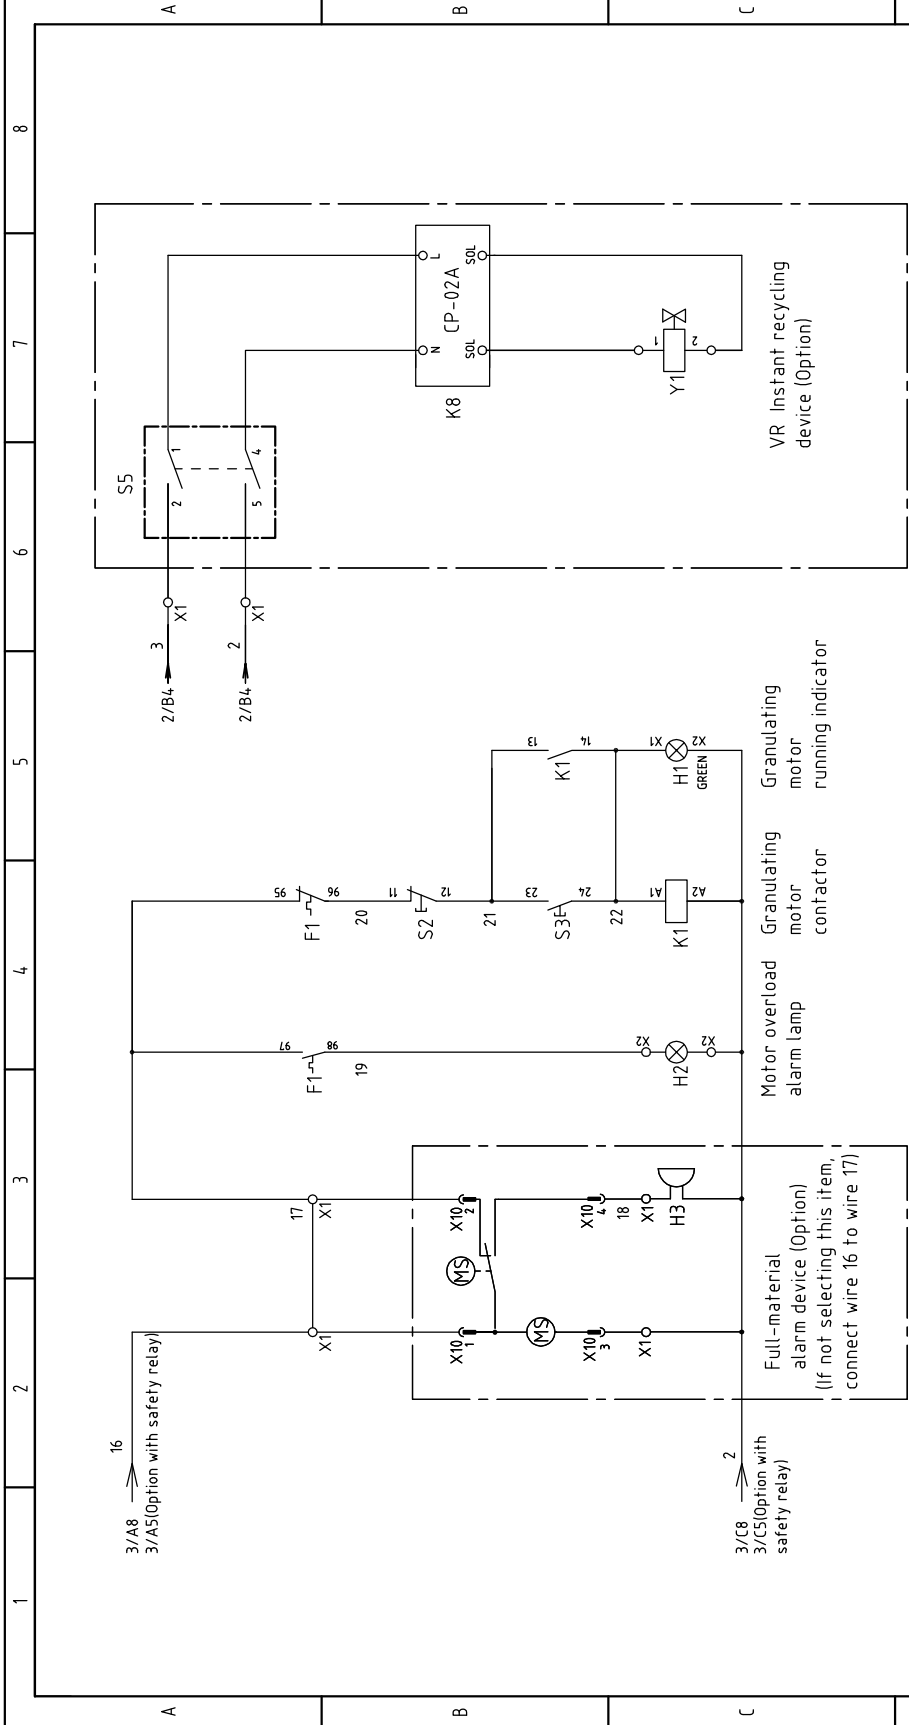 1
2
3
4
5
6
7
8
A
B
C
A
B
C
3/A8
3/A5(Option with safety relay)
16
X1
17
X1
X10
1
X10
2
MS
MS
X10
3
X1
X10
4
18
X1
H3
2
3/C8
3/C5(Option with
safety relay)
Full-material
alarm device (Option)
(If not selecting this item,
connect wire 16 to wire 17)
97
98
F1
19
X2
X2
H2
Motor overload
alarm lamp
95
96
F1
20
11
12
S2
21
23
24
S3
22
A1
A2
K1
Granulating
motor
contactor
13
14
K1
X1
X2
H1
GREEN
Granulating
motor
running indicator
2/B4
3
X1
2/B4
2
X1
S5
2
1
5
4
N
L
CP-02A
SOL
SOL
K8
1
2
Y1
VR Instant recycling
device (Option)